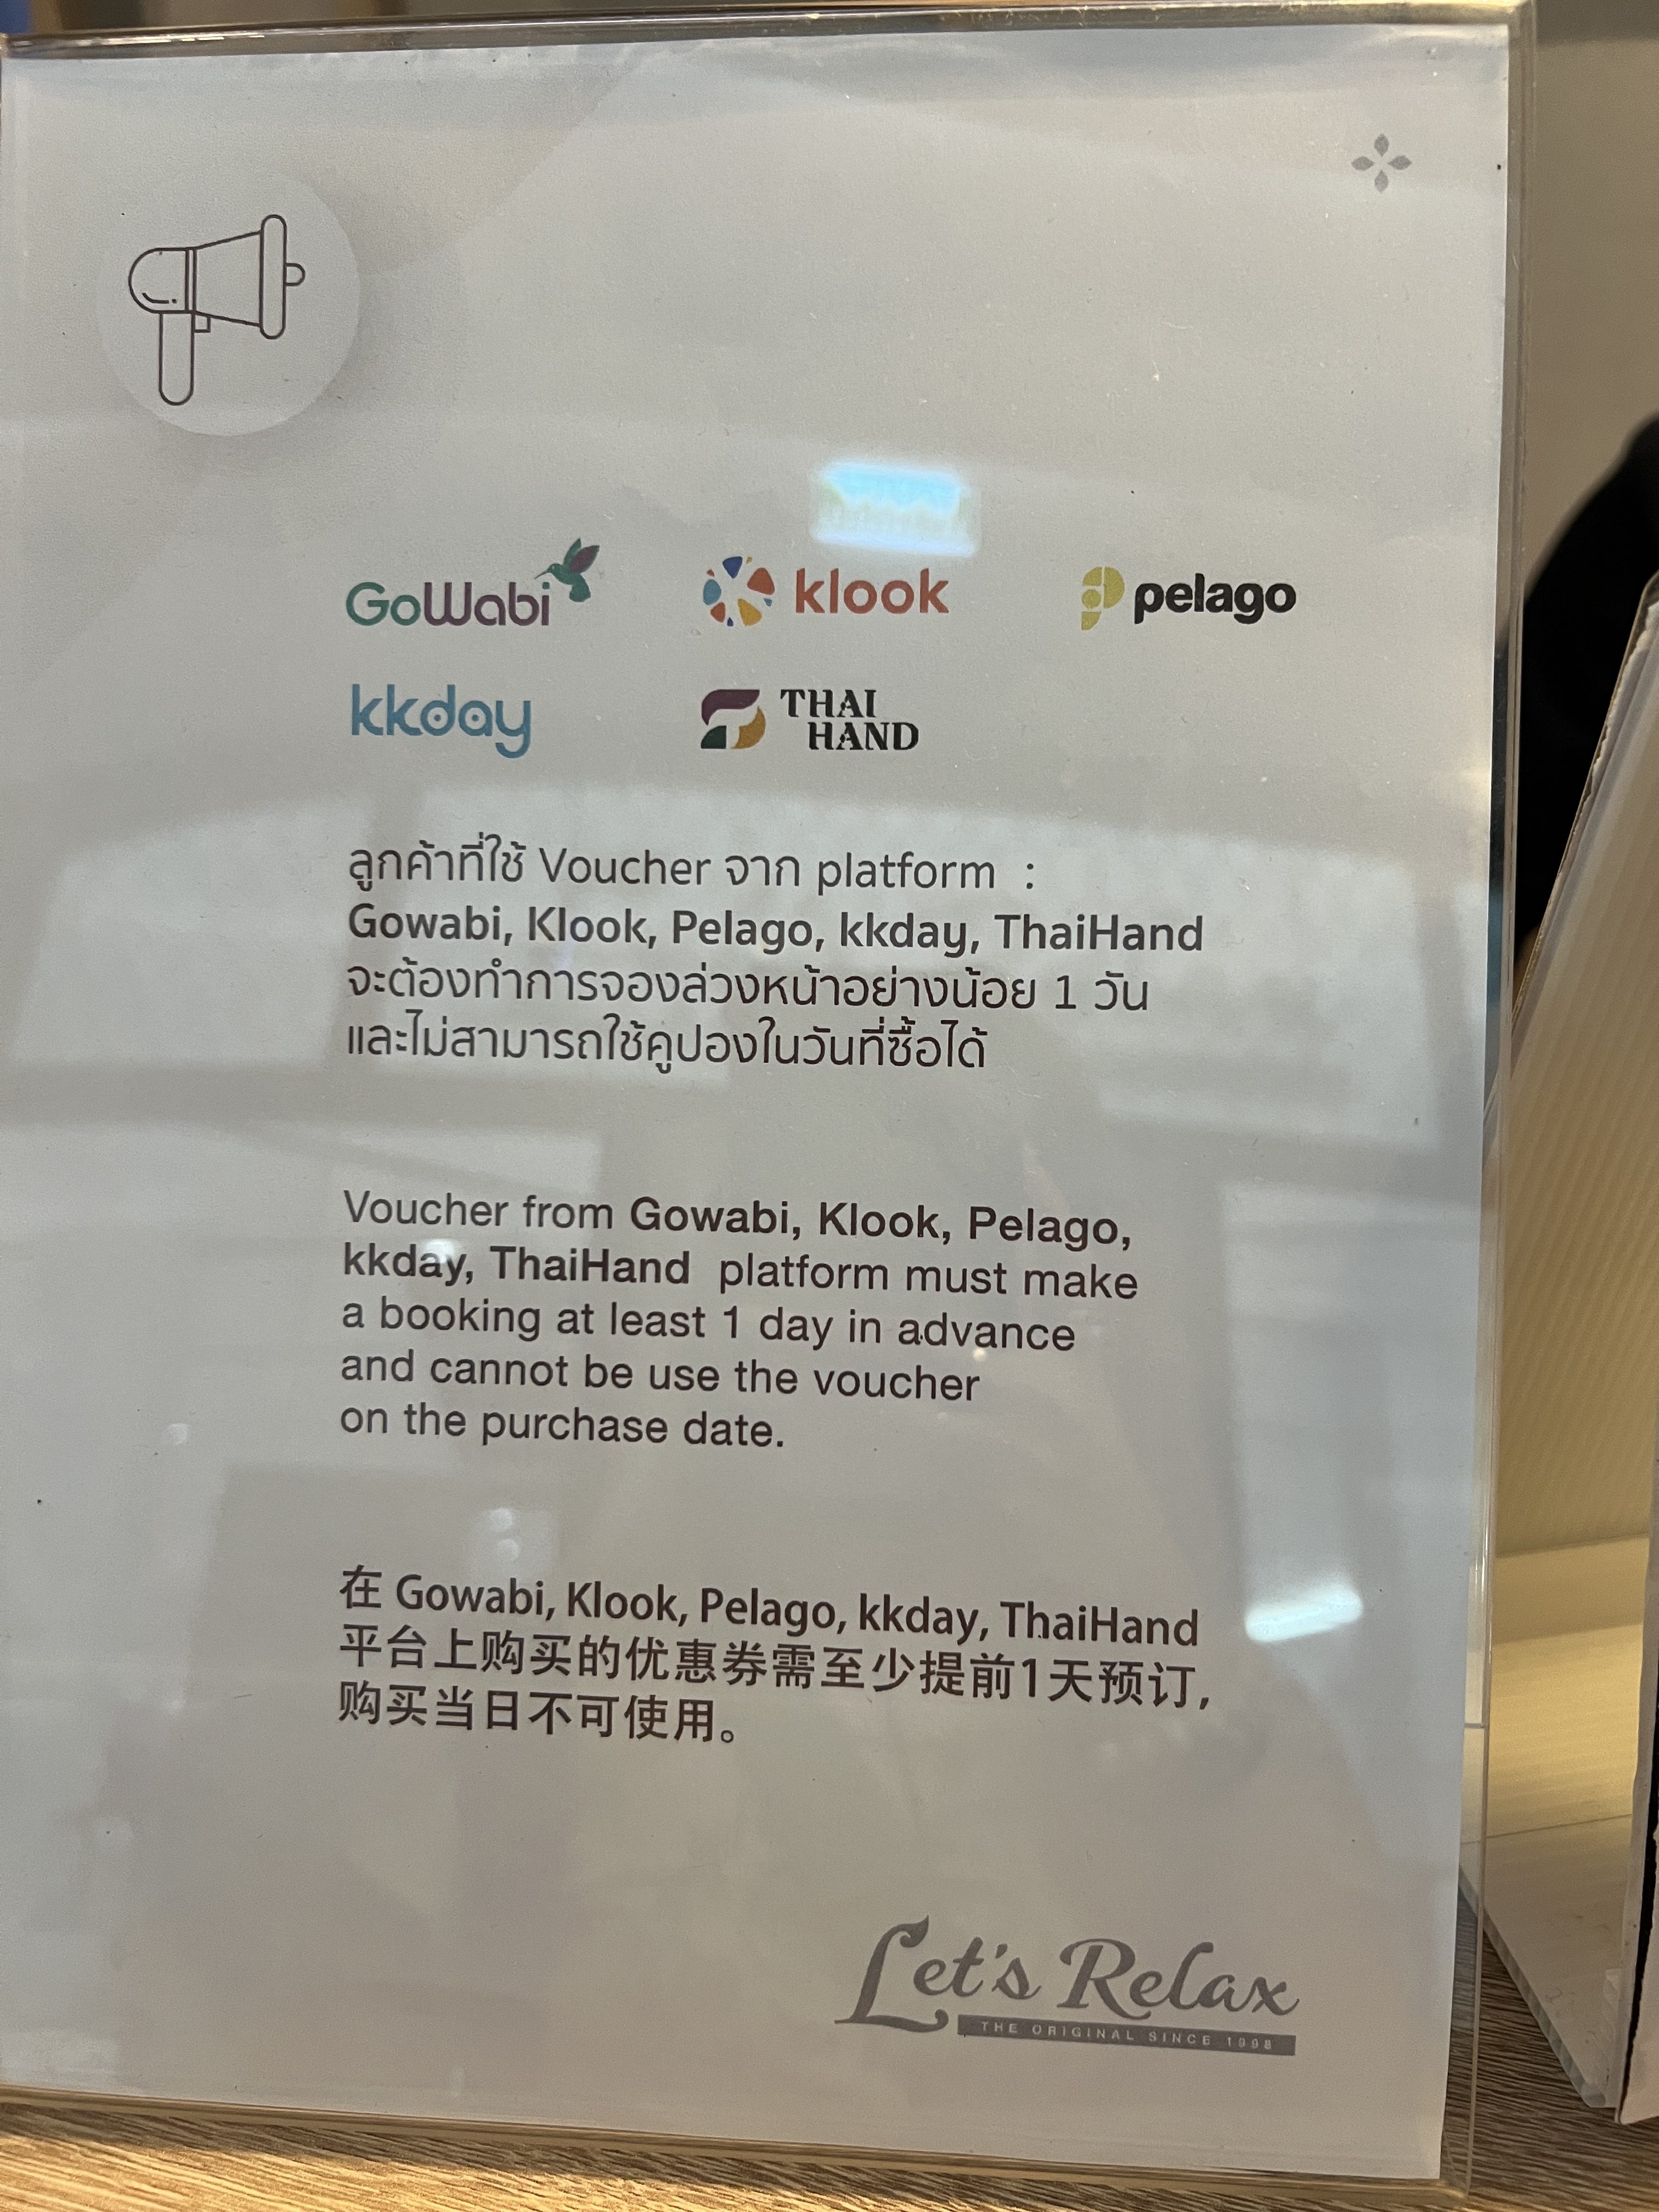 GoWabi
klook
pelago
kkday
THAI
HAND
ลูกค้าที่ใช้ Voucher จาก platform :
Gowabi, Klook, Pelago, kkday, ThaiHand
จะต้องทำการจองล่วงหน้าอย่างน้อย 1 วัน
และไม่สามารถใช้คูปองในวันที่ซื้อได้
Voucher from Gowabi, Klook, Pelago,
kkday, ThaiHand platform must make
a booking at least 1 day in advance
and cannot be use the voucher
on the purchase date.
在 Gowabi, Klook, Pelago, kkday, ThaiHand
平台上购买的优惠券需至少提前1天预订,
购买当日不可使用。
Let's Relax
THE ORIGINAL SINCE 1998